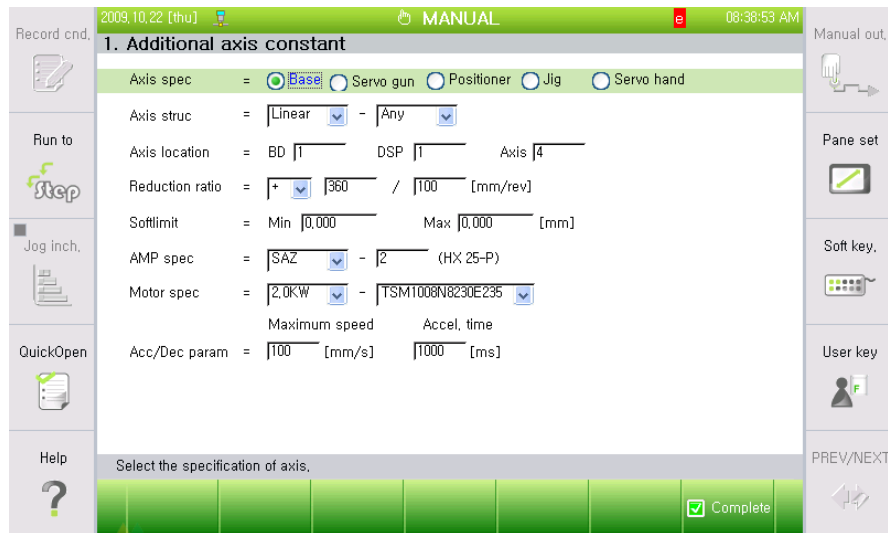 2009,10,22 [thu] MANUAL e 08:38:53 AM
1. Additional axis constant
Record cnd,
Run to
Step
Jog inch,
QuickOpen
Help
?
Axis spec = Base Servo gun Positioner Jig Servo hand
Axis struc = Linear - Any
Axis location = BD 1 DSP 1 Axis 4
Reduction ratio = + 360 / 100 [mm/rev]
Softlimit = Min 0,000 Max 0,000 [mm]
AMP spec = SAZ - 2 (HX 25-P)
Motor spec = 2,0KW - TSM1008N8230E235
Maximum speed Accel, time
Acc/Dec param = 100 [mm/s] 1000 [ms]
Select the specification of axis,
Complete
Manual out,
Pane set
Soft key,
User key
F
PREV/NEXT